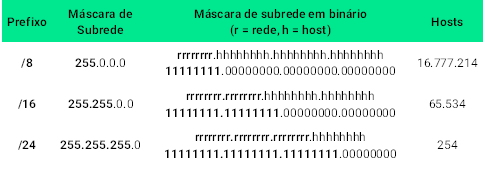 Prefixo
Máscara de Subrede
Máscara de subrede em binário
(r = rede, h = host)
Hosts
/8
255.0.0.0
rrrrrrrr.hhhhhhhh.hhhhhhhh.hhhhhhhh
11111111.00000000.00000000.00000000
16.777.214
/16
255.255.0.0
rrrrrrrr.rrrrrrrr.hhhhhhhh.hhhhhhhh
11111111.11111111.00000000.00000000
65.534
/24
255.255.255.0
rrrrrrrr.rrrrrrrr.rrrrrrrr.hhhhhhhh
11111111.11111111.11111111.00000000
254